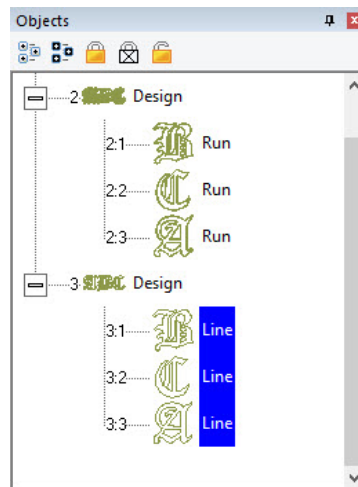 Objects
2 Design
2:1 B Run
2:2 C Run
2:3 A Run
3 Design
3:1 B Line
3:2 C Line
3:3 A Line